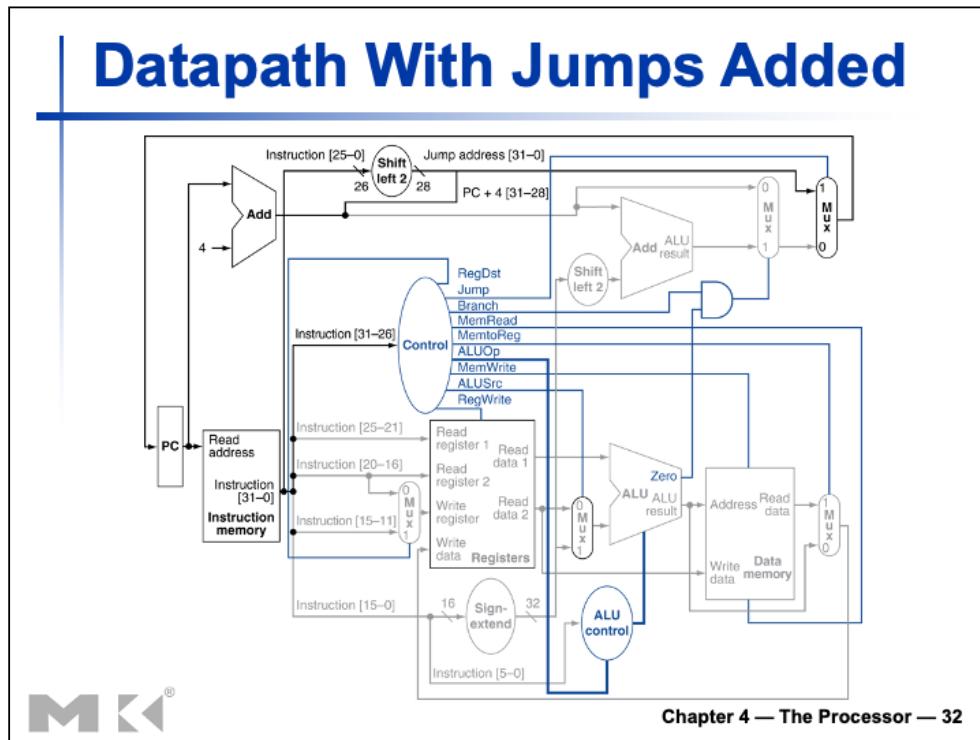 Datapath With Jumps Added
Instruction [25–0]
Shift
left 2
Jump address [31–0]
26
28
PC + 4 [31–28]
Add
4
0
M
u
x
1
1
M
u
x
0
Add
ALU
result
Shift
left 2
RegDst
Jump
Branch
MemRead
MemtoReg
ALUOp
MemWrite
ALUSrc
RegWrite
Instruction [31–26]
Control
PC
Read
address
Instruction
[31–0]
Instruction
memory
Instruction [25–21]
Instruction [20–16]
Instruction [15–11]
0
M
u
x
1
Read
register 1
Read
register 2
Write
register
Write
data
Read
data 1
Read
data 2
Registers
0
M
u
x
1
Zero
ALU
ALU
result
Address
Read
data
Write
data
Data
memory
1
M
u
x
0
Instruction [15–0]
16
Sign-
extend
32
ALU
control
Instruction [5–0]
MK®
Chapter 4 — The Processor — 32